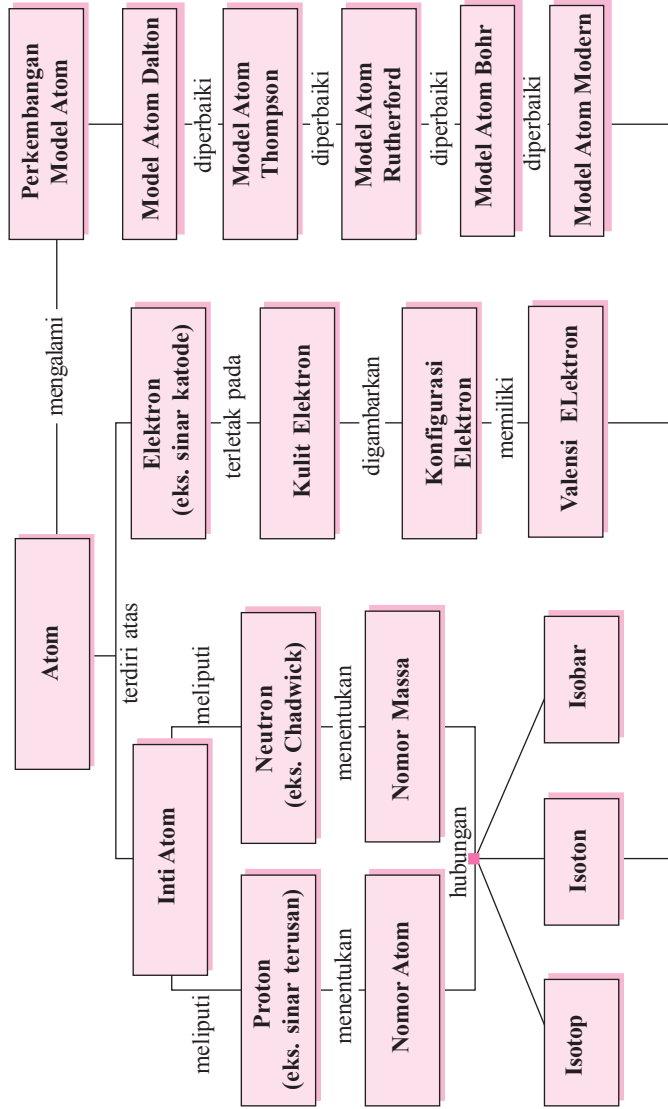 Atom
mengalami
Perkembangan
Model Atom
terdiri atas
Inti Atom
meliputi
meliputi
Proton
(eks. sinar terusan)
Neutron
(eks. Chadwick)
menentukan
menentukan
Nomor Atom
Nomor Massa
hubungan
Isotop
Isoton
Isobar
Elektron
(eks. sinar katode)
terletak pada
Kulit Elektron
digambarkan
Konfigurasi
Elektron
memiliki
Valensi ELektron
Model Atom Dalton
diperbaiki
Model Atom
Thompson
diperbaiki
Model Atom
Rutherford
diperbaiki
Model Atom Bohr
diperbaiki
Model Atom Modern